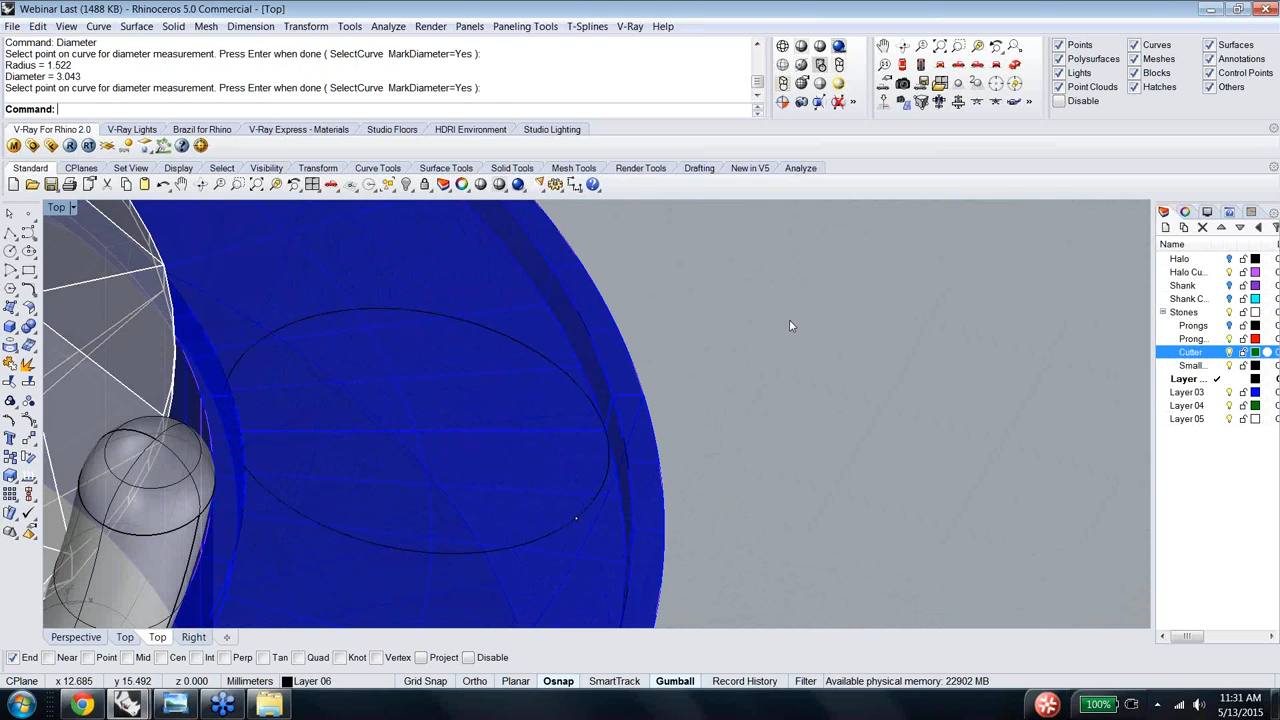 Webinar Last (1488 KB) - Rhinoceros 5.0 Commercial - [Top]
File Edit View Curve Surface Solid Mesh Dimension Transform Tools Analyze Render Panels Paneling Tools T-Splines V-Ray Help
Command: Diameter
Select point on curve for diameter measurement. Press Enter when done ( SelectCurve MarkDiameter=Yes ):
Radius = 1.522
Diameter = 3.043
Select point on curve for diameter measurement. Press Enter when done ( SelectCurve MarkDiameter=Yes ):
Command:
Points Curves Surfaces
Polysurfaces Meshes Annotations
Lights Blocks Control Points
Point Clouds Hatches Others
Disable
V-Ray For Rhino 2.0 V-Ray Lights Brazil for Rhino V-Ray Express - Materials Studio Floors HDRI Environment Studio Lighting
Standard CPlanes Set View Display Select Visibility Transform Curve Tools Surface Tools Solid Tools Mesh Tools Render Tools Drafting New in V5 Analyze
Top
Name
Halo
Halo Cu...
Shank
Shank C...
Stones
Prongs
Prong...
Cutter
Small...
Layer ...
Layer 03
Layer 04
Layer 05
Perspective Top Top Right
End Near Point Mid Cen Int Perp Tan Quad Knot Vertex Project Disable
CPlane x 12.685 y 15.492 z 0.000 Millimeters Layer 06 Grid Snap Ortho Planar Osnap SmartTrack Gumball Record History Filter Available physical memory: 22902 MB
100% 11:31 AM
5/13/2015